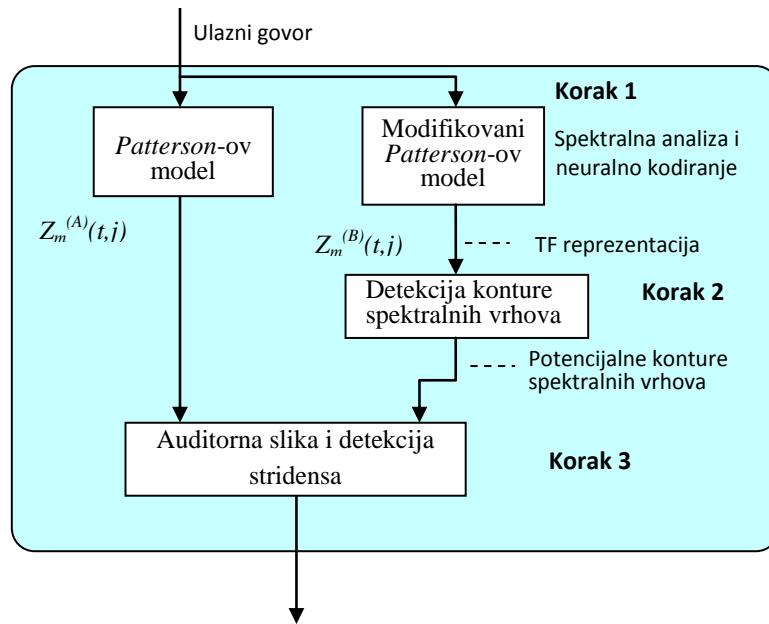 Ulazni govor
Korak 1
Patterson-ov
model
Modifikovani
Patterson-ov
model
Spektralna analiza i
neuralno kodiranje
Z_m^(A)(t,j)
Z_m^(B)(t,j)
TF reprezentacija
Detekcija konture
spektralnih vrhova
Korak 2
Potencijalne konture
spektralnih vrhova
Auditorna slika i detekcija
stridensa
Korak 3